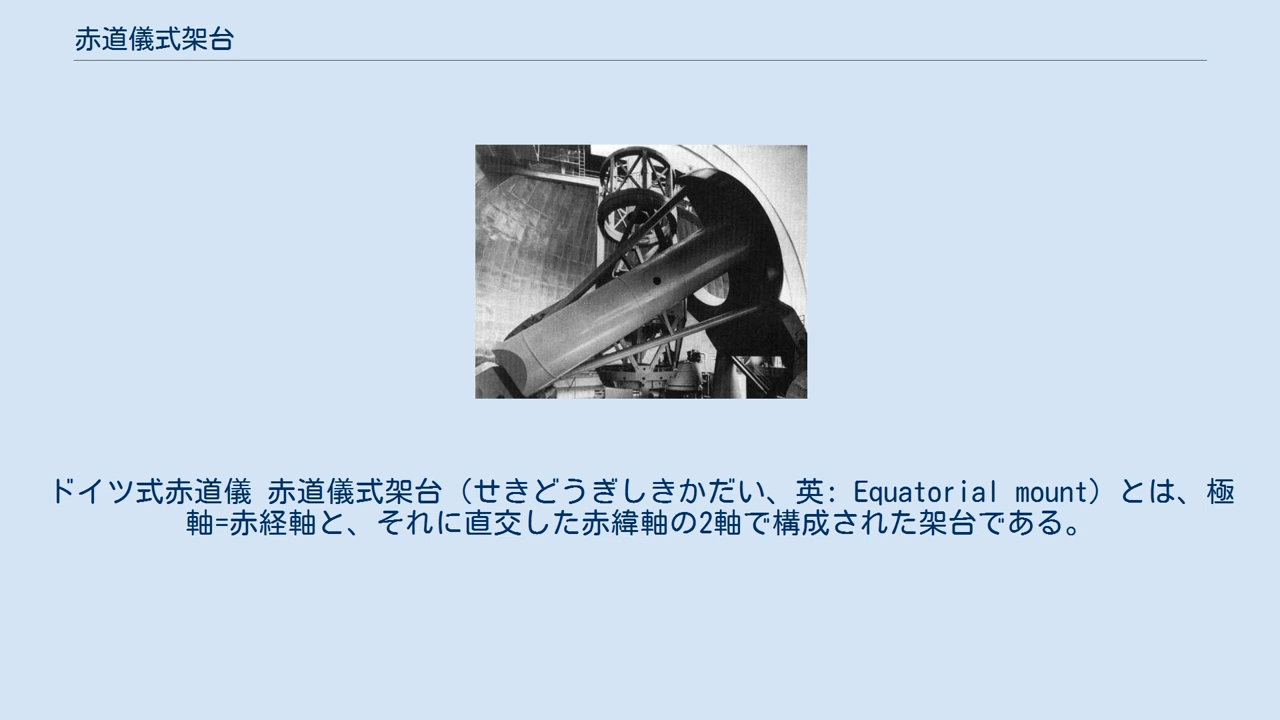 赤道儀式架台
ドイツ式赤道儀 赤道儀式架台（せきどうぎしきかだい、英: Equatorial mount）とは、極
軸=赤経軸と、それに直交した赤緯軸の2軸で構成された架台である。